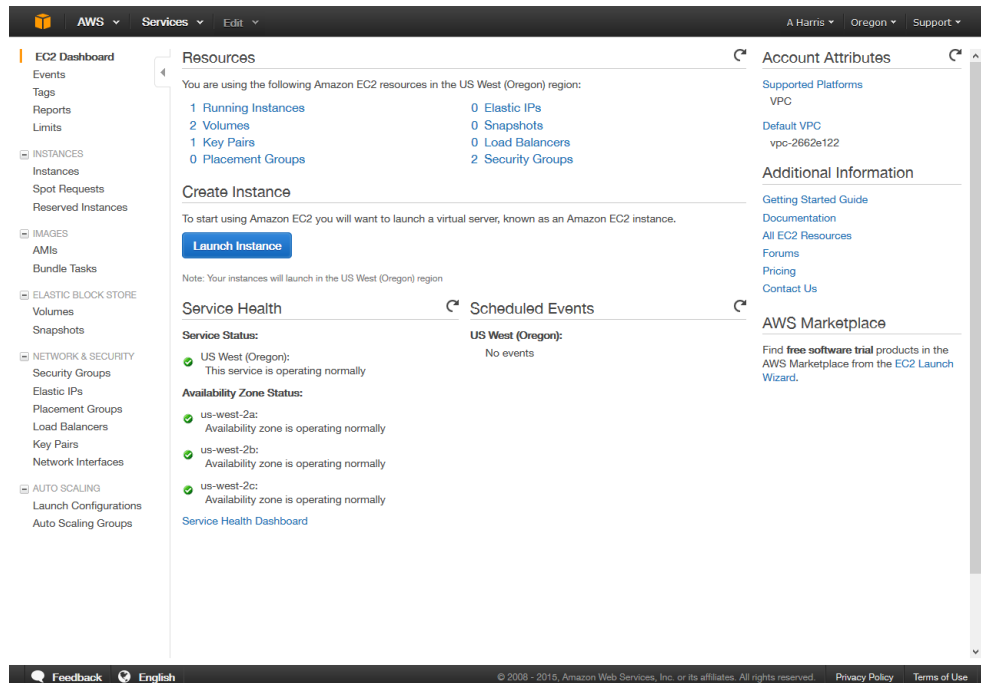 AWS Services Edit A Harris Oregon Support
EC2 Dashboard
Events
Tags
Reports
Limits
INSTANCES
Instances
Spot Requests
Reserved Instances
IMAGES
AMIs
Bundle Tasks
ELASTIC BLOCK STORE
Volumes
Snapshots
NETWORK & SECURITY
Security Groups
Elastic IPs
Placement Groups
Load Balancers
Key Pairs
Network Interfaces
AUTO SCALING
Launch Configurations
Auto Scaling Groups
Resources
You are using the following Amazon EC2 resources in the US West (Oregon) region:
1 Running Instances
2 Volumes
1 Key Pairs
0 Placement Groups
0 Elastic IPs
0 Snapshots
0 Load Balancers
2 Security Groups
Create Instance
To start using Amazon EC2 you will want to launch a virtual server, known as an Amazon EC2 instance.
Launch Instance
Note: Your instances will launch in the US West (Oregon) region
Service Health
Service Status:
US West (Oregon):
This service is operating normally
Availability Zone Status:
us-west-2a:
Availability zone is operating normally
us-west-2b:
Availability zone is operating normally
us-west-2c:
Availability zone is operating normally
Service Health Dashboard
Scheduled Events
US West (Oregon):
No events
Account Attributes
Supported Platforms
VPC
Default VPC
vpc-2662e122
Additional Information
Getting Started Guide
Documentation
All EC2 Resources
Forums
Pricing
Contact Us
AWS Marketplace
Find free software trial products in the
AWS Marketplace from the EC2 Launch
Wizard.
Feedback English © 2008 - 2015, Amazon Web Services, Inc. or its affiliates. All rights reserved. Privacy Policy Terms of Use